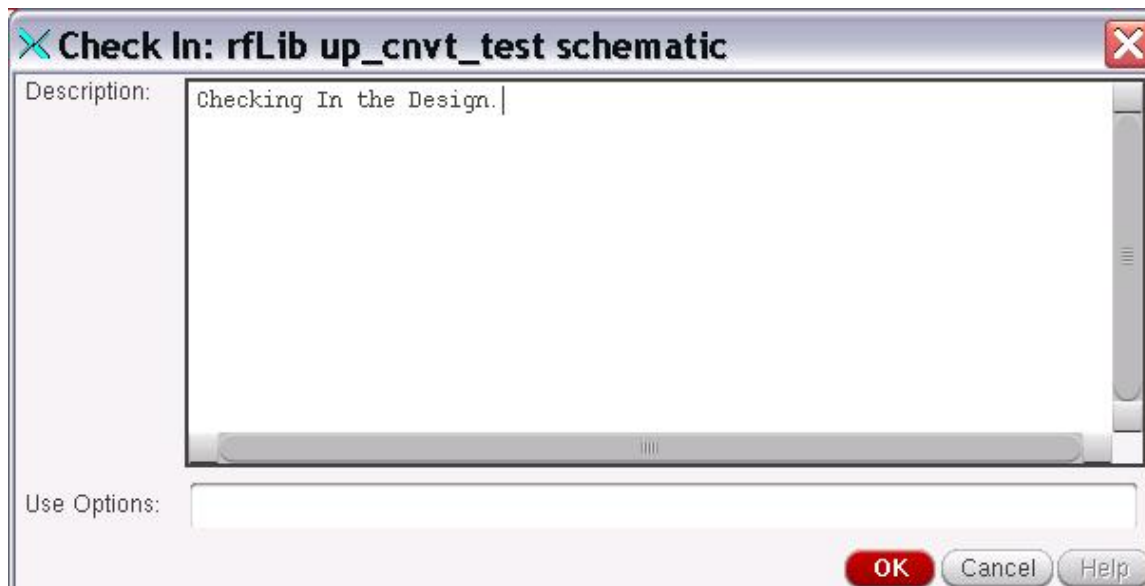 Check In: rfLib up_cnvt_test schematic
Description:
Checking In the Design.
Use Options:
OK Cancel Help